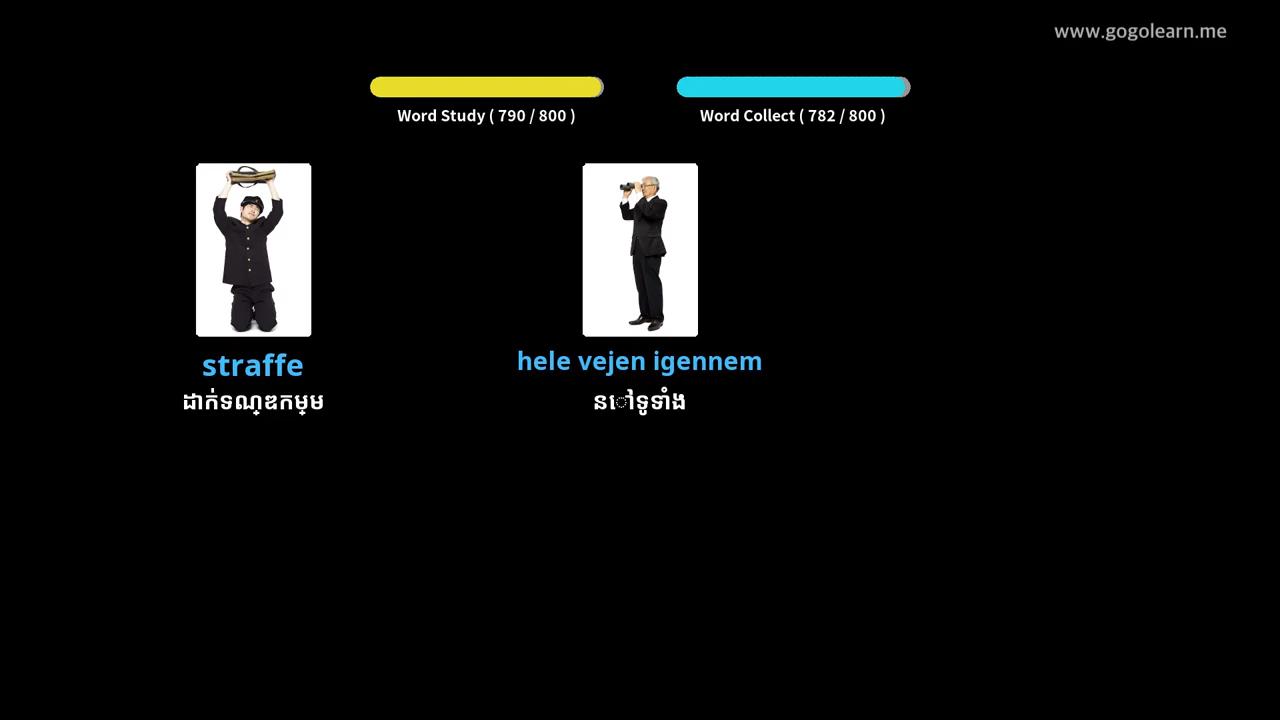 www.gogolearn.me
Word Study ( 790 / 800 )
Word Collect ( 782 / 800 )
straffe
hele vejen igennem
ដាក់ទណ្ឌកម្ម
នៅទូទាំង